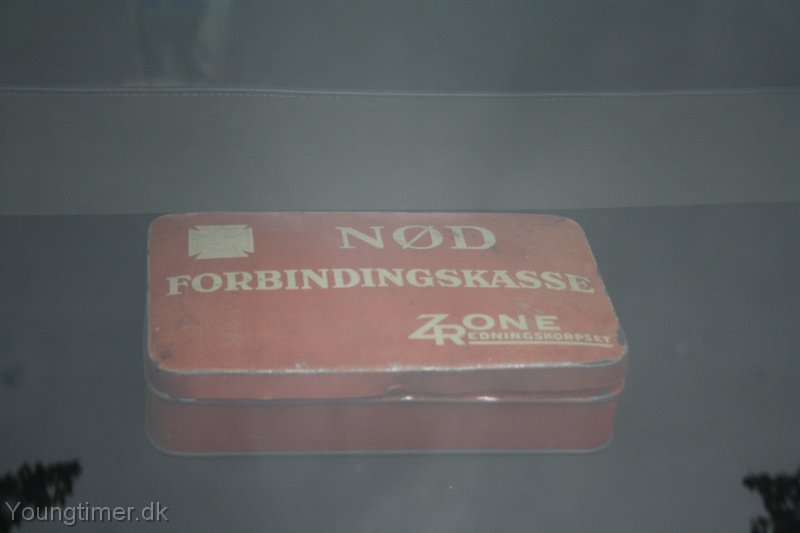 NØD
FORBINDINGSKASSE
ZONE
REDNINGSKORPSET
Youngtimer.dk